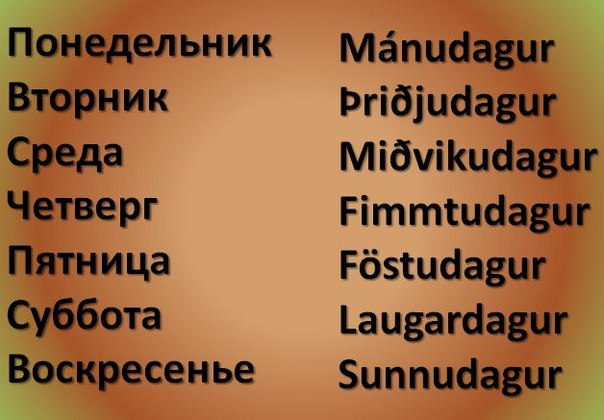 Понедельник Mánudagur
Вторник Þriðjudagur
Среда Miðvikudagur
Четверг Fimmtudagur
Пятница Föstudagur
Суббота Laugardagur
Воскресенье Sunnudagur